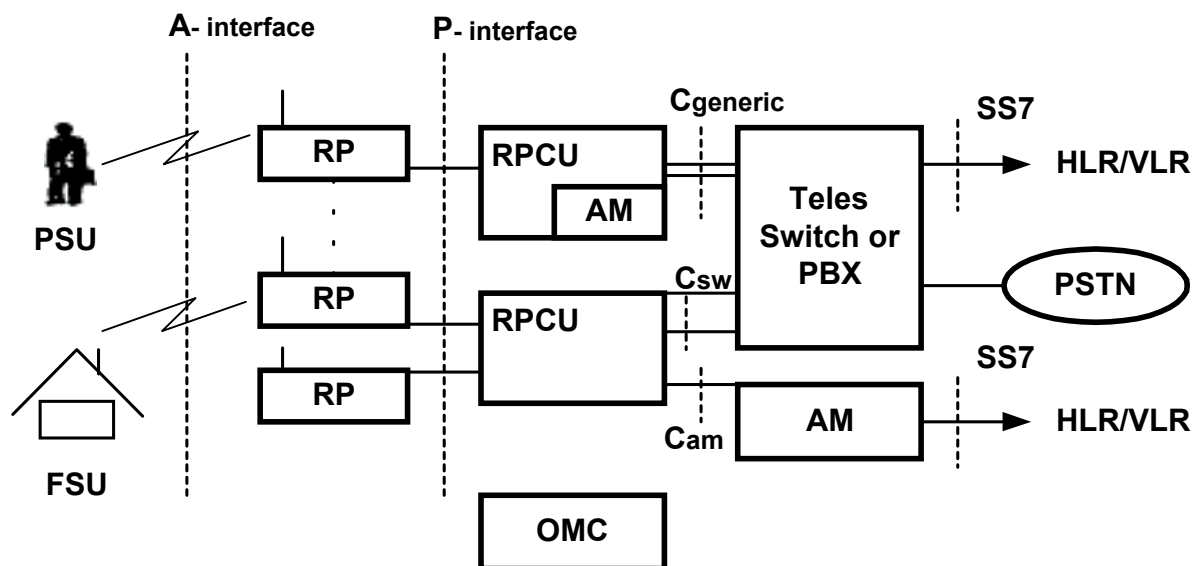 A- interface
P- interface
Cgeneric
SS7
RP
RPCU
AM
Teles
Switch or
PBX
HLR/VLR
PSU
RP
Csw
RPCU
PSTN
RP
SS7
Cam
AM
HLR/VLR
FSU
OMC